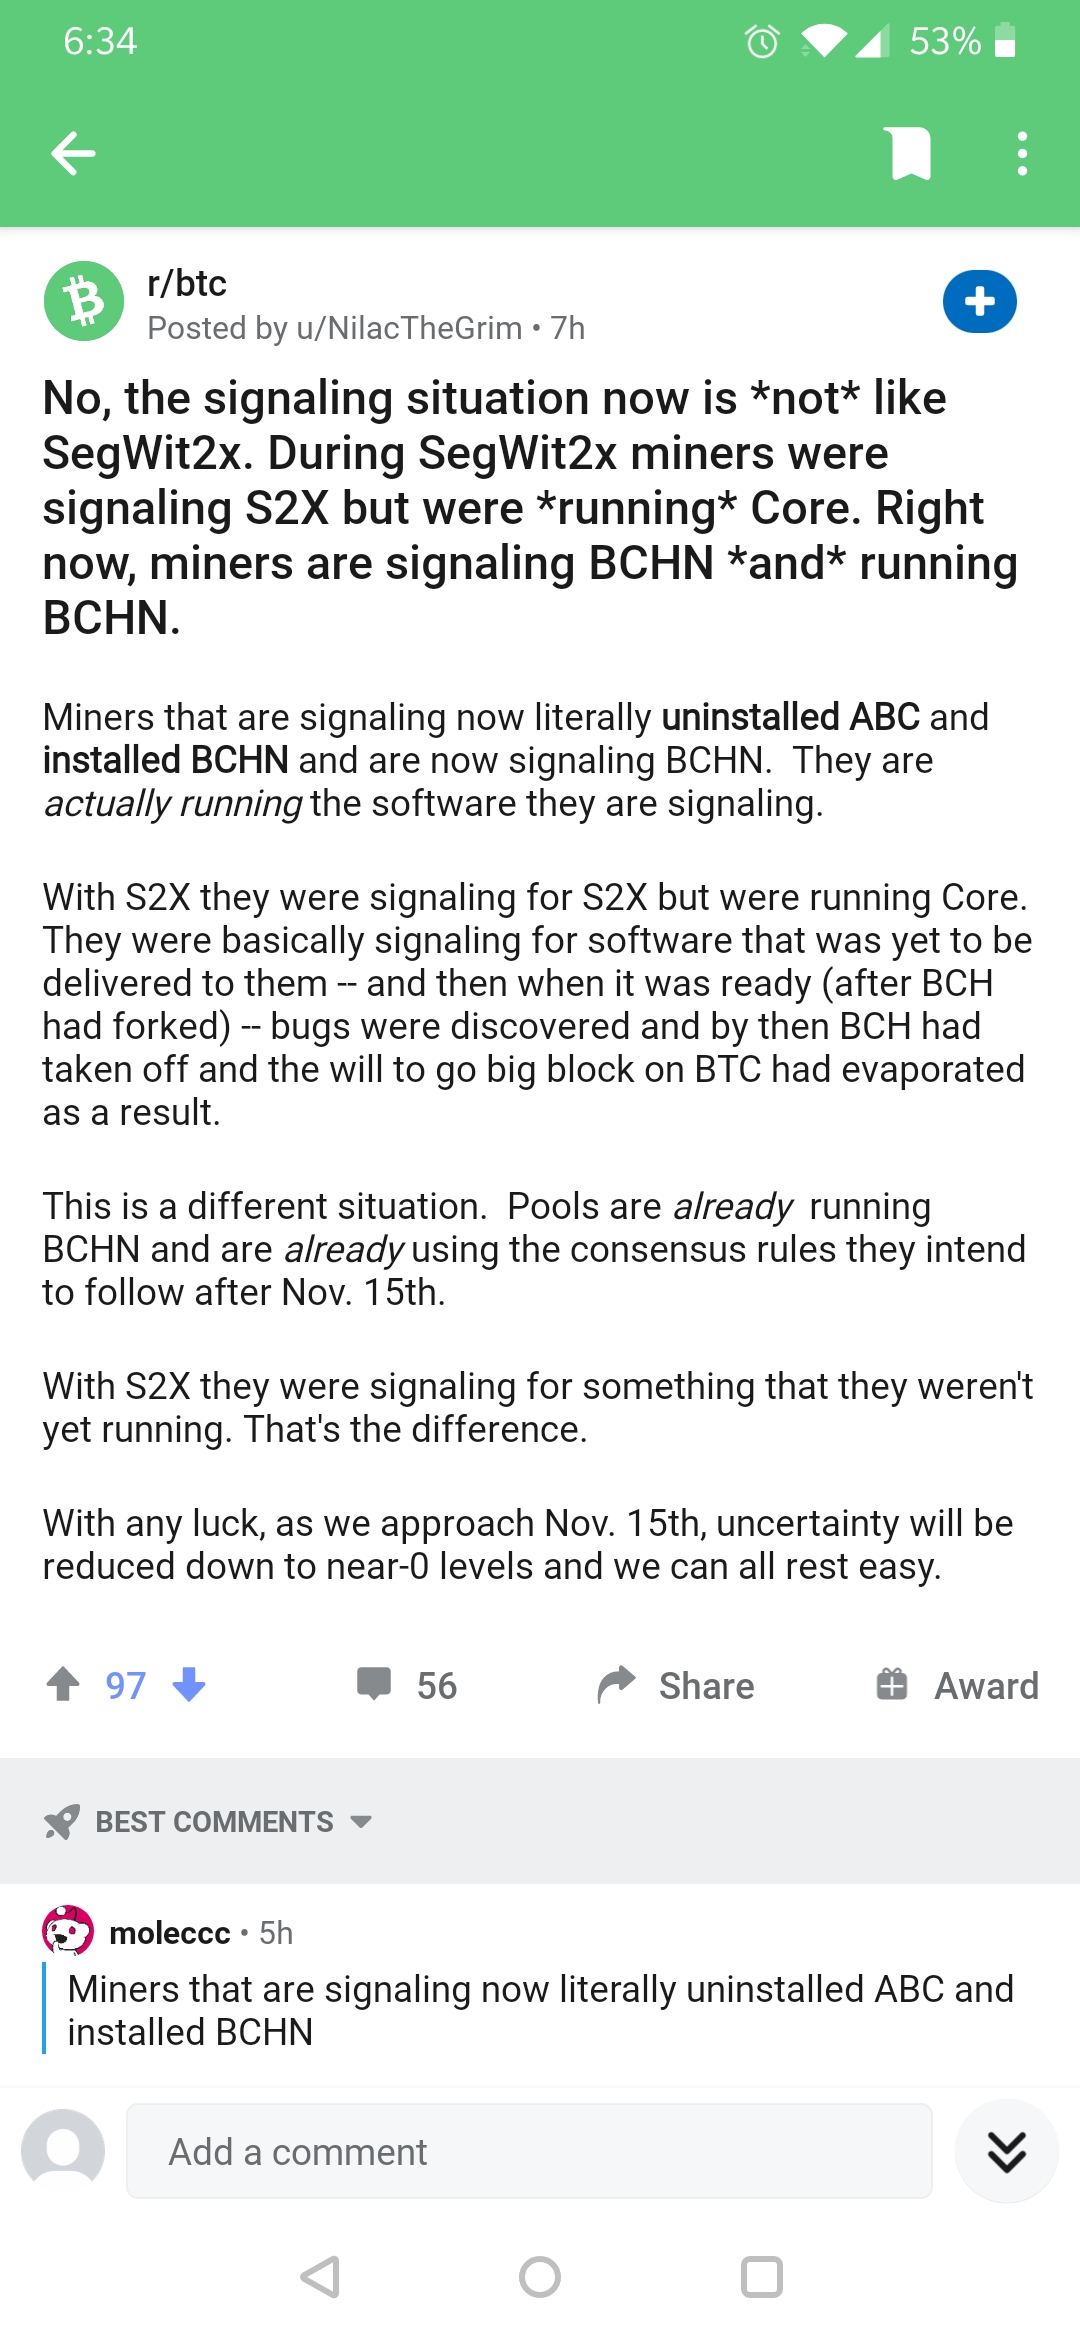 6:34
53%
r/btc
Posted by u/NilacTheGrim • 7h
No, the signaling situation now is *not* like
SegWit2x. During SegWit2x miners were
signaling S2X but were *running* Core. Right
now, miners are signaling BCHN *and* running
BCHN.
Miners that are signaling now literally uninstalled ABC and
installed BCHN and are now signaling BCHN.  They are
actually running the software they are signaling.
With S2X they were signaling for S2X but were running Core.
They were basically signaling for software that was yet to be
delivered to them -- and then when it was ready (after BCH
had forked) -- bugs were discovered and by then BCH had
taken off and the will to go big block on BTC had evaporated
as a result.
This is a different situation.  Pools are already  running
BCHN and are already using the consensus rules they intend
to follow after Nov. 15th.
With S2X they were signaling for something that they weren't
yet running. That's the difference.
With any luck, as we approach Nov. 15th, uncertainty will be
reduced down to near-0 levels and we can all rest easy.
97
56
Share
Award
BEST COMMENTS
moleccc • 5h
Miners that are signaling now literally uninstalled ABC and
installed BCHN
Add a comment